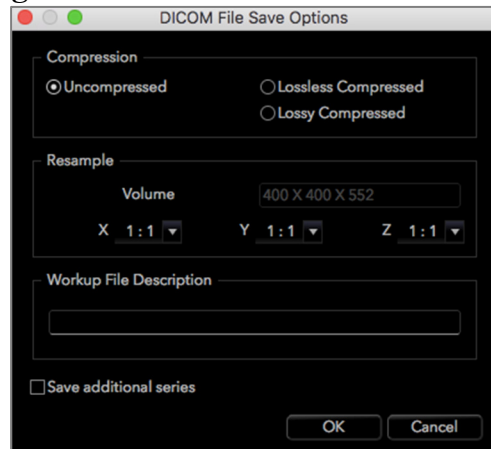 DICOM File Save Options
Compression
Uncompressed
Lossless Compressed
Lossy Compressed
Resample
Volume 400 X 400 X 552
X 1 : 1 Y 1 : 1 Z 1 : 1
Workup File Description
Save additional series
OK Cancel